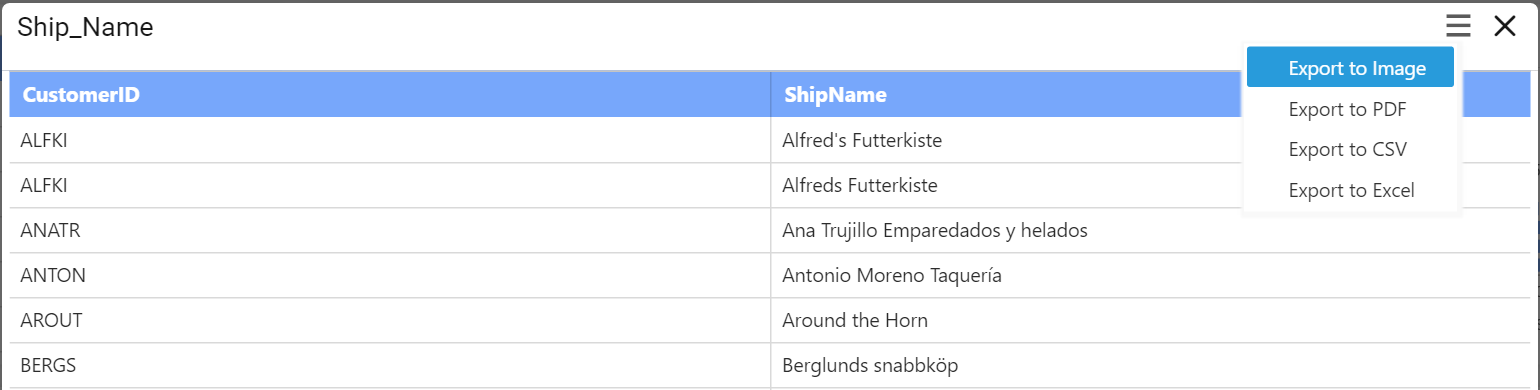 Ship_Name
Export to Image
Export to PDF
Export to CSV
Export to Excel
CustomerID ShipName
ALFKI Alfred's Futterkiste
ALFKI Alfreds Futterkiste
ANATR Ana Trujillo Emparedados y helados
ANTON Antonio Moreno Taquería
AROUT Around the Horn
BERGS Berglunds snabbköp